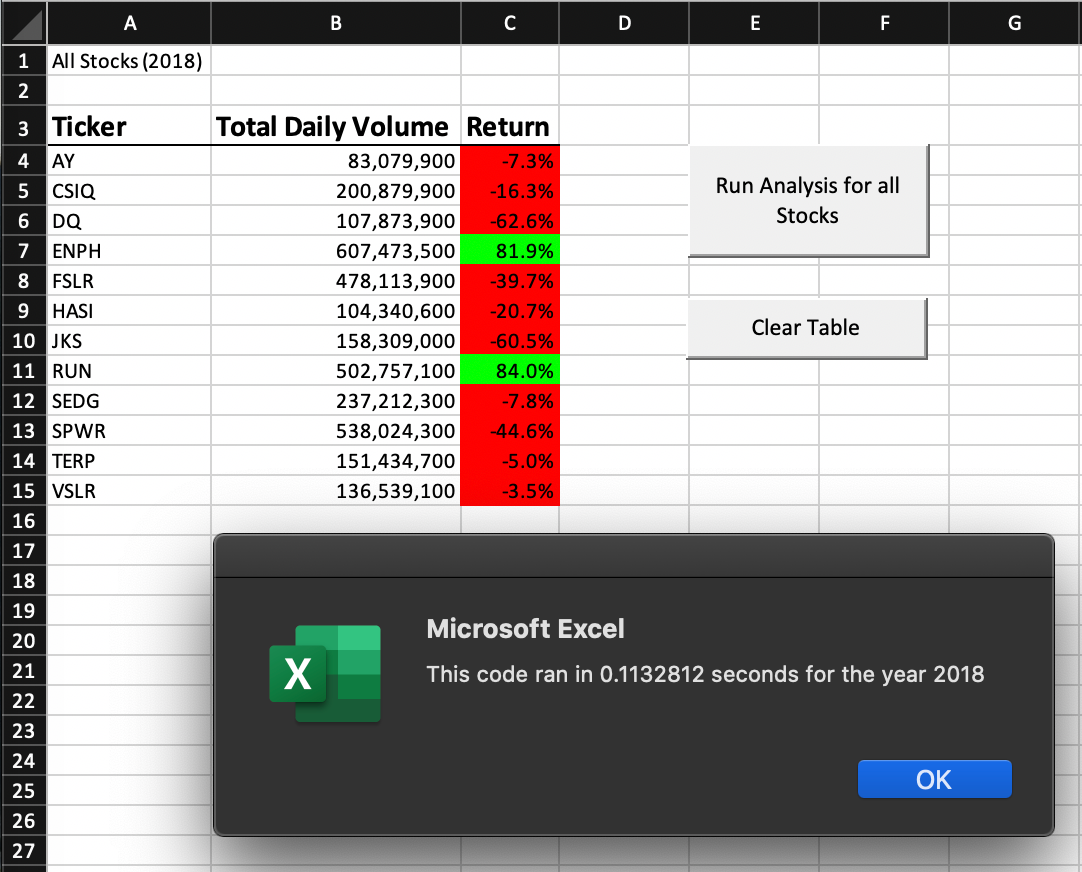 A B C D E F G
1 All Stocks (2018)
2
3 Ticker Total Daily Volume Return
4 AY 83,079,900 -7.3%
5 CSIQ 200,879,900 -16.3%
6 DQ 107,873,900 -62.6%
7 ENPH 607,473,500 81.9%
8 FSLR 478,113,900 -39.7%
9 HASI 104,340,600 -20.7%
10 JKS 158,309,000 -60.5%
11 RUN 502,757,100 84.0%
12 SEDG 237,212,300 -7.8%
13 SPWR 538,024,300 -44.6%
14 TERP 151,434,700 -5.0%
15 VSLR 136,539,100 -3.5%
16
17
18
19
20
21
22
23
24
25
26
27
Run Analysis for all
Stocks
Clear Table
X
Microsoft Excel
This code ran in 0.1132812 seconds for the year 2018
OK